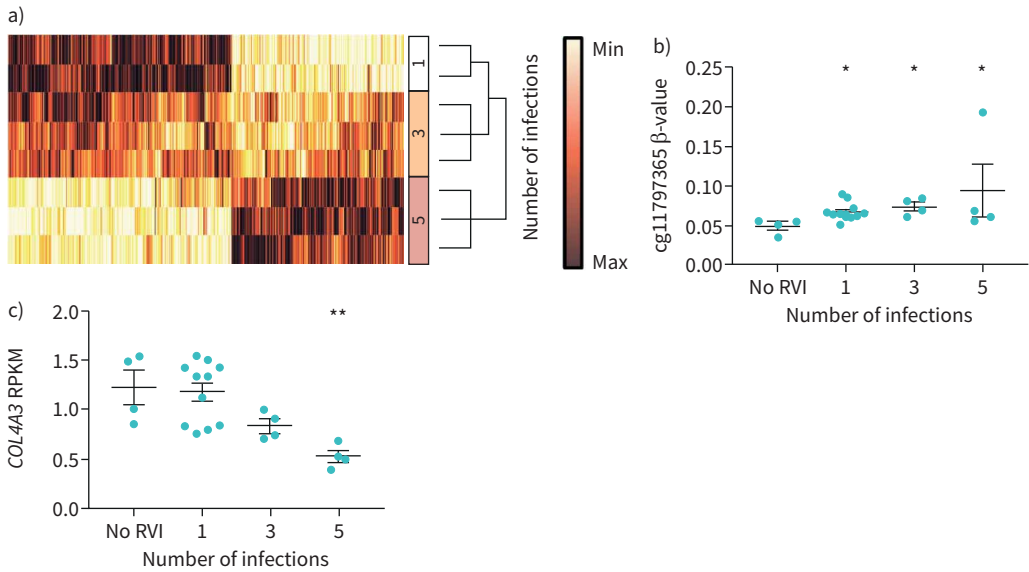 a)
1
3
5
Number of infections
Min
Max
b)
0.25
0.20
0.15
0.10
0.05
0.00
cg11797365 β-value
* * *
No RVI 1 3 5
Number of infections
c)
2.0
1.5
1.0
0.5
0.0
COL4A3 RPKM
**
No RVI 1 3 5
Number of infections